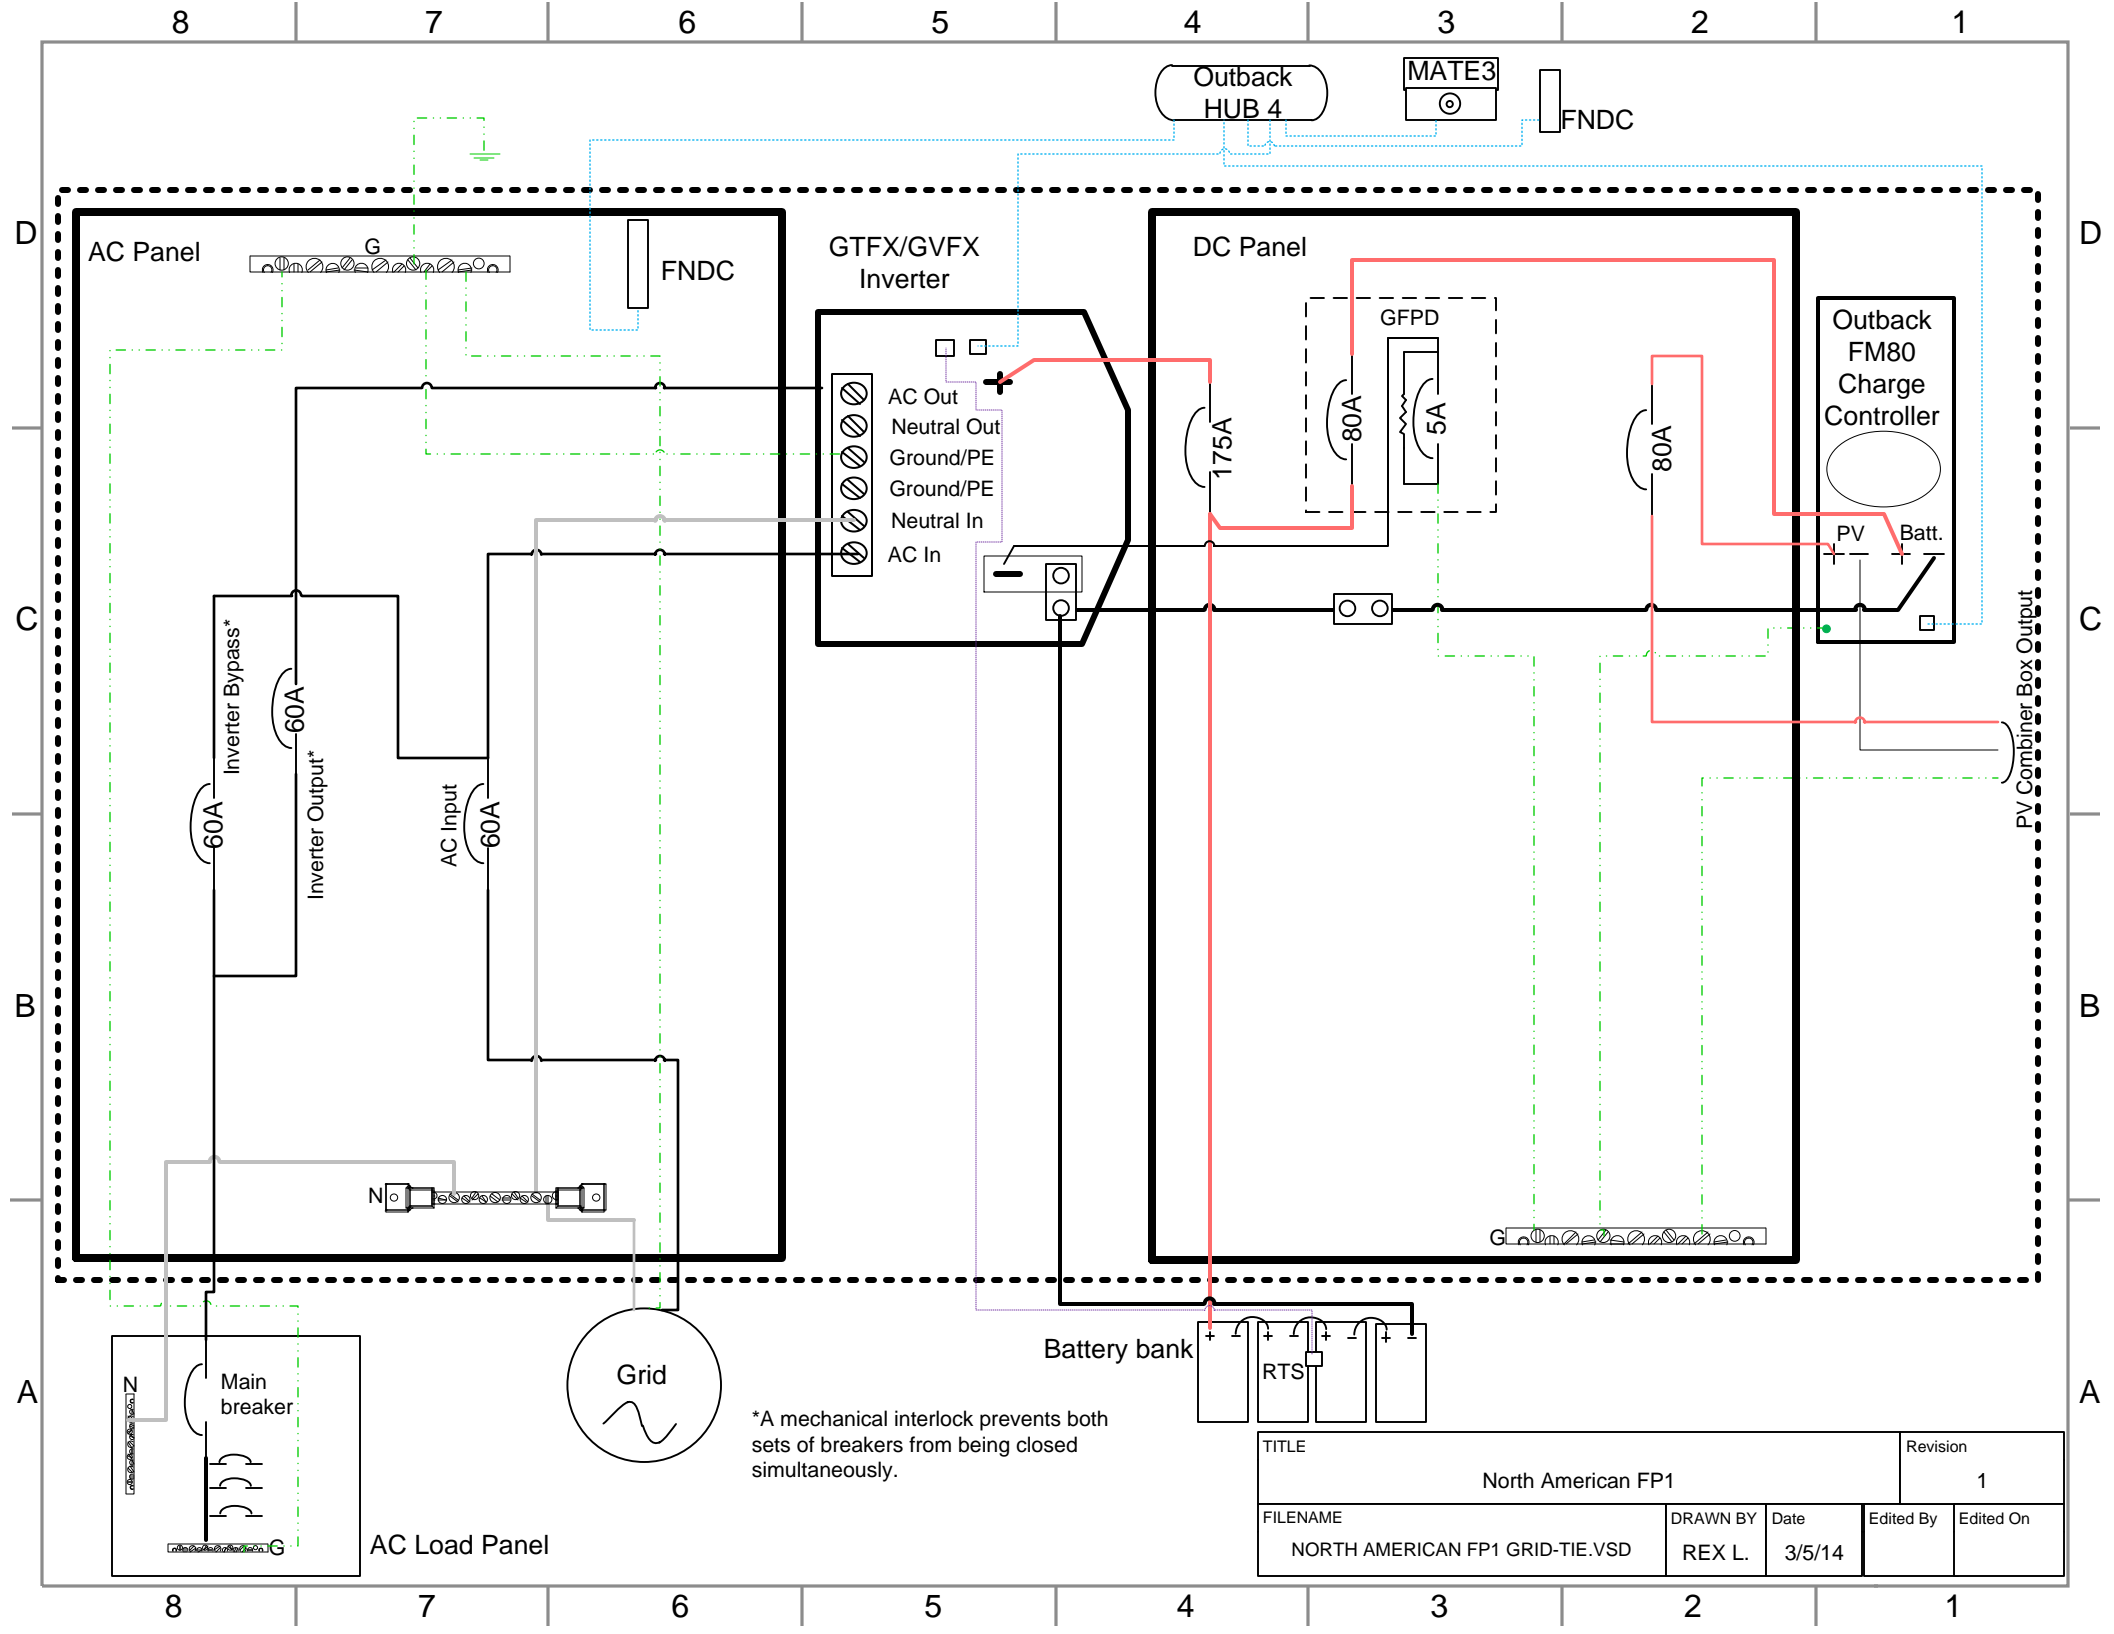 8 7 6 5 4 3 2 1
Outback
HUB 4
MATE3
FNDC
D
D
AC Panel
G
FNDC
GTFX/GVFX
Inverter
DC Panel
GFPD
Outback
FM80
Charge
Controller
AC Out
Neutral Out
Ground/PE
Ground/PE
Neutral In
AC In
175A
80A
5A
80A
PV
Batt.
C
C
Inverter Bypass*
60A
Inverter Output*
60A
AC Input
60A
PV Combiner Box Output
B
B
N
G
Battery bank
+ - + - + - + -
RTS
A
A
N
Main
breaker
G
AC Load Panel
Grid
*A mechanical interlock prevents both
sets of breakers from being closed
simultaneously.
TITLE
North American FP1
Revision
1
FILENAME
NORTH AMERICAN FP1 GRID-TIE.VSD
DRAWN BY
REX L.
Date
3/5/14
Edited By
Edited On
8 7 6 5 4 3 2 1